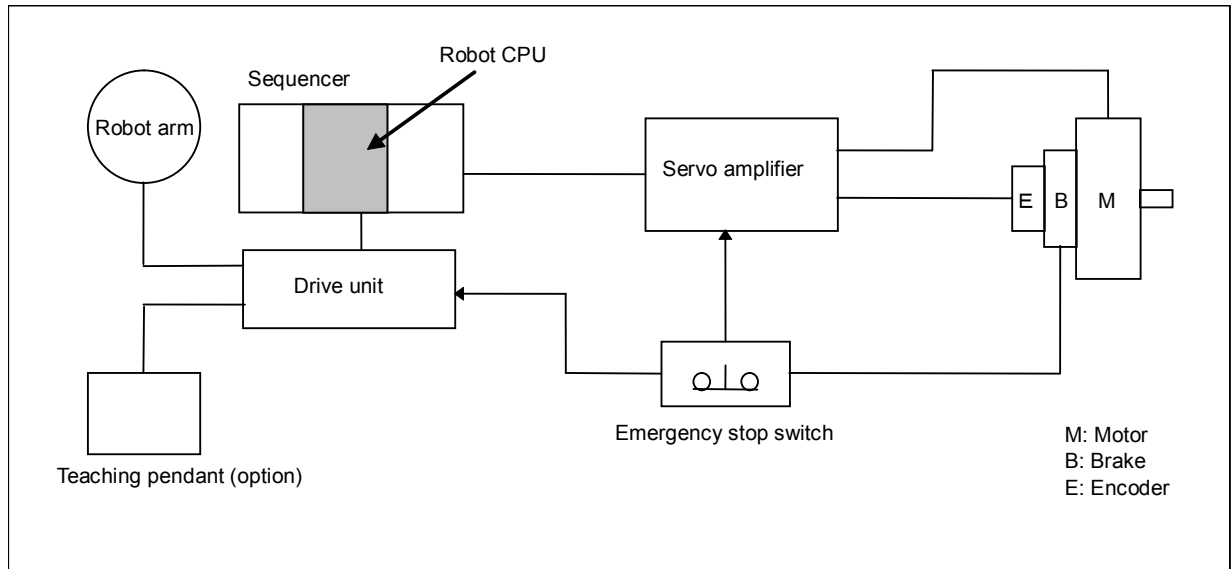 Robot CPU
Sequencer
Robot arm
Servo amplifier
E
B
M
Drive unit
Emergency stop switch
Teaching pendant (option)
M: Motor
B: Brake
E: Encoder